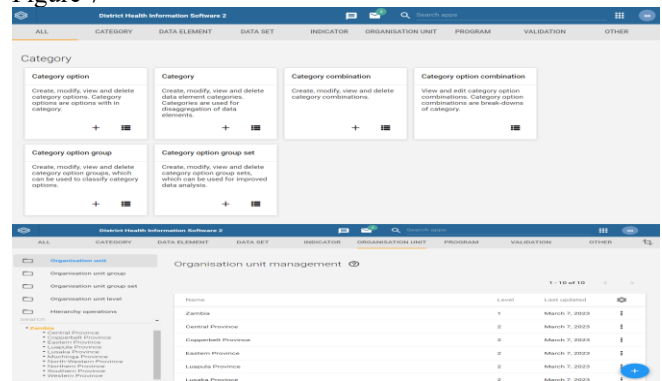 Figure 7
District Health Information Software 2
Search apps
ALL CATEGORY DATA ELEMENT DATA SET INDICATOR ORGANISATION UNIT PROGRAM VALIDATION OTHER
Category
Category option
Create, modify, view and delete
category options. Category
options are options with in
category.
Category
Create, modify, view and delete
data element categories.
Categories are used for
disaggregation of data
elements.
Category combination
Create, modify, view and delete
category combinations.
Category option combination
View and edit category option
combinations. Category option
combinations are break-downs
of category.
Category option group
Create, modify, view and delete
category option groups, which
can be used to classify category
options.
Category option group set
Create, modify, view and delete
category option group sets,
which can be used for improved
data analysis.
District Health Information Software 2
Search apps
ALL CATEGORY DATA ELEMENT DATA SET INDICATOR ORGANISATION UNIT PROGRAM VALIDATION OTHER
Organisation unit
Organisation unit group
Organisation unit group set
Organisation unit level
Hierarchy operations
Search
Zambia
Central Province
Copperbelt Province
Eastern Province
Luapula Province
Lusaka Province
Muchinga Province
North-Western Province
Northern Province
Southern Province
Western Province
Organisation unit management
1 - 10 of 10
Name Level Last updated
Zambia 1 March 7, 2023
Central Province 2 March 7, 2023
Copperbelt Province 2 March 7, 2023
Eastern Province 2 March 7, 2023
Luapula Province 2 March 7, 2023
Lusaka Province 2 March 7, 2023